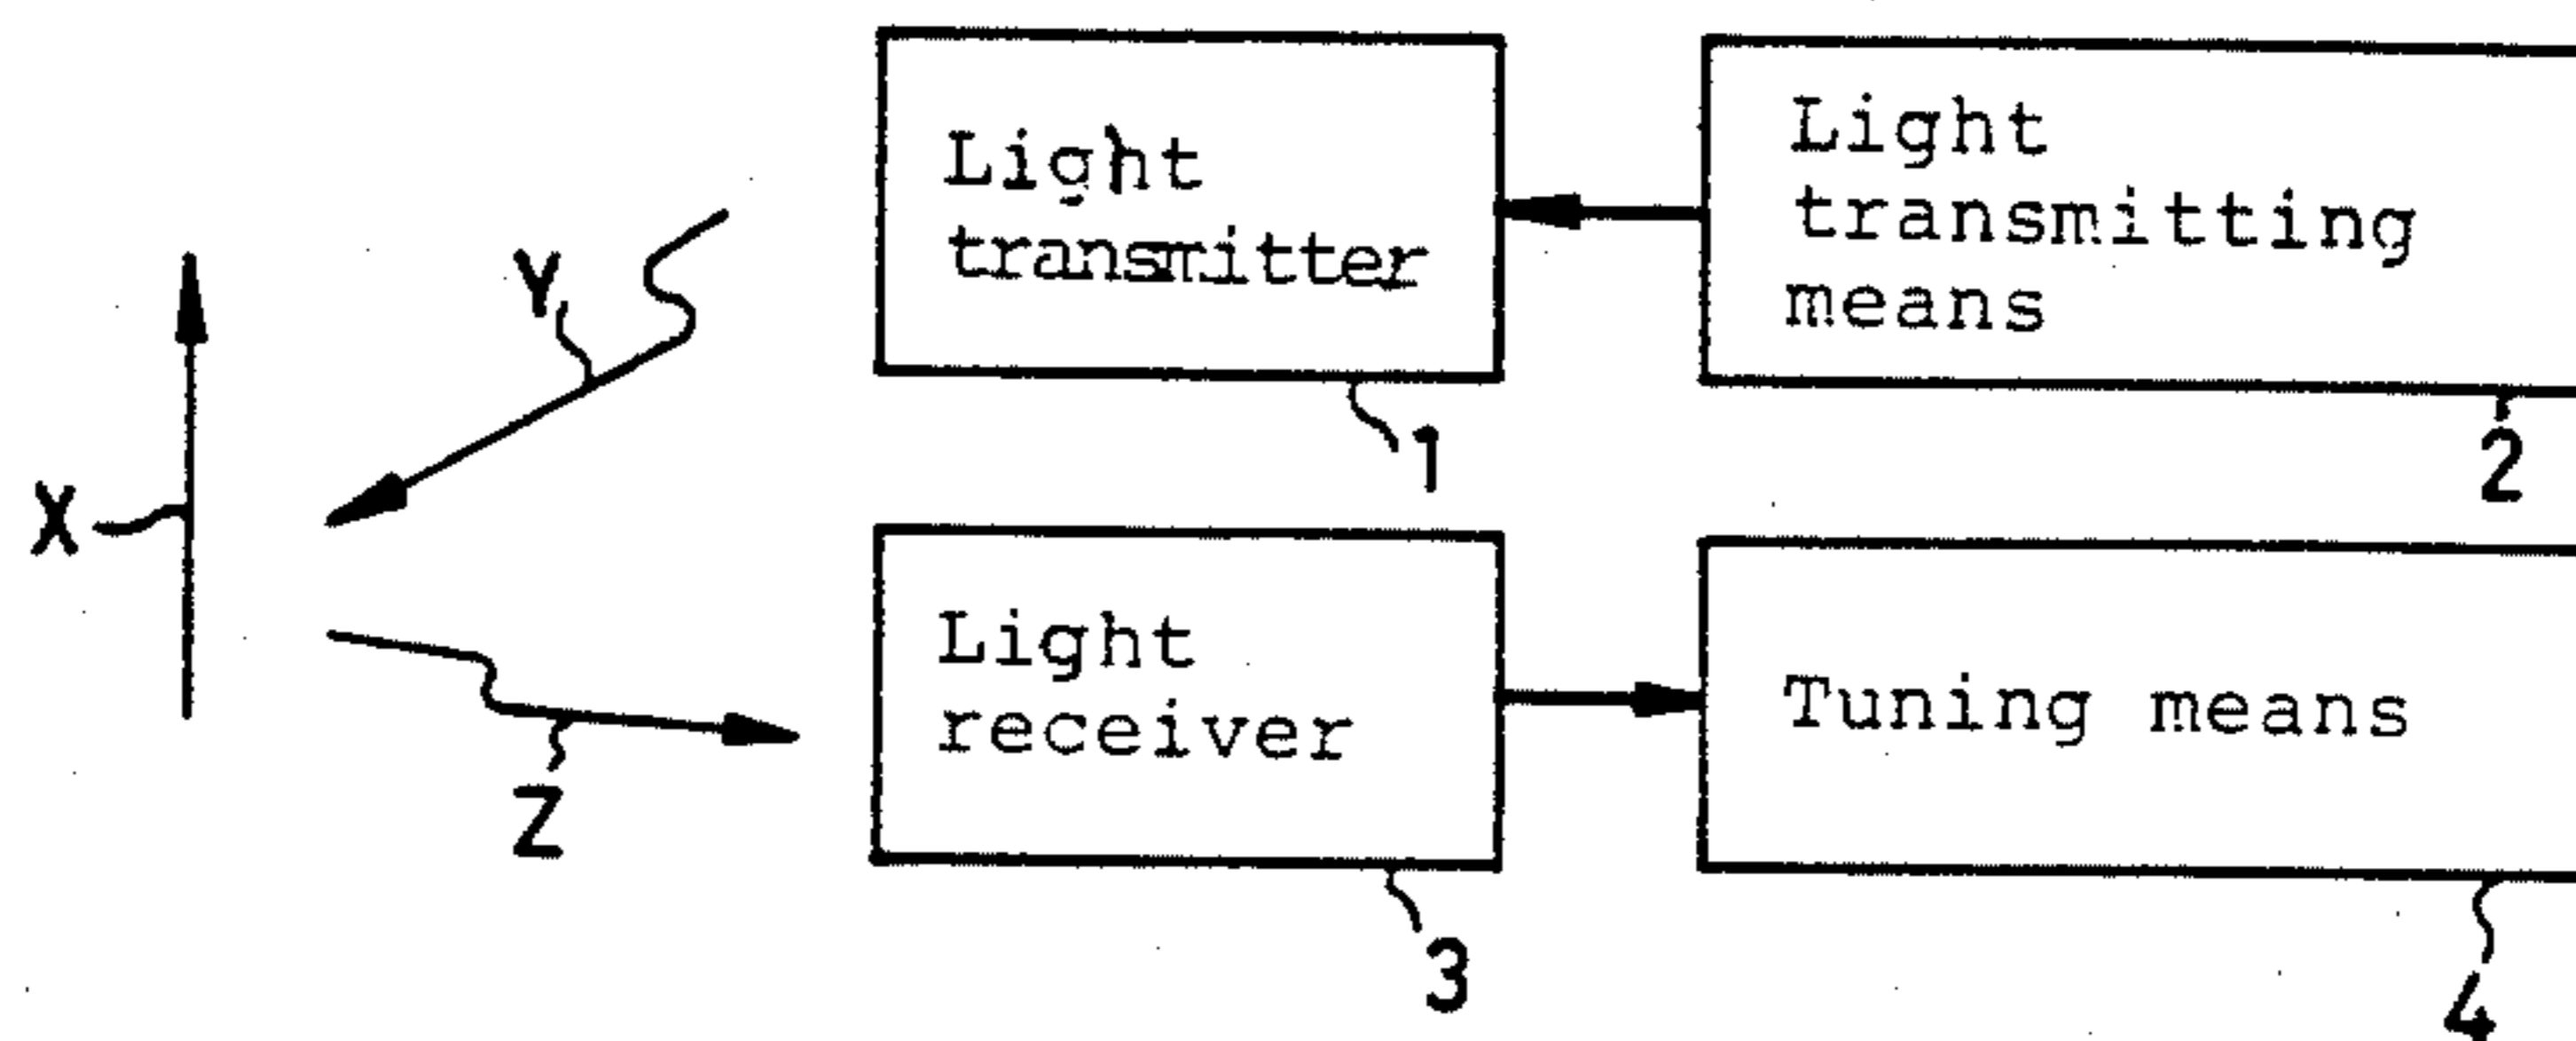 Light
transmitter
Light
transmitting
means
Y
1
2
X
Light
receiver
Tuning means
Z
3
4